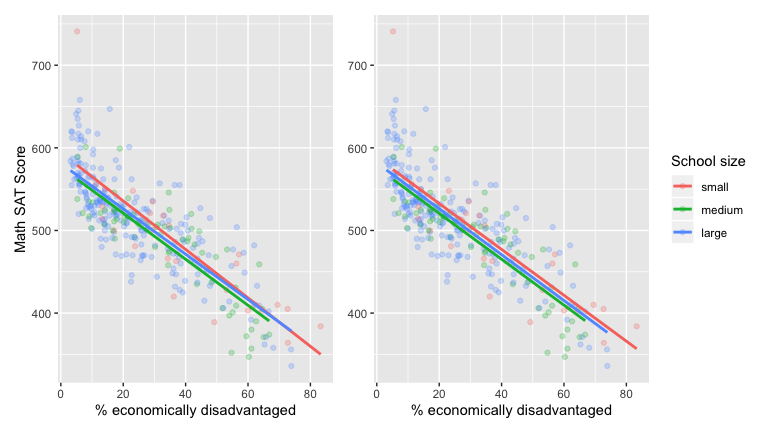 Math SAT Score
700
600
500
400
0 20 40 60 80
% economically disadvantaged
700
600
500
400
0 20 40 60 80
% economically disadvantaged
School size
small
medium
large